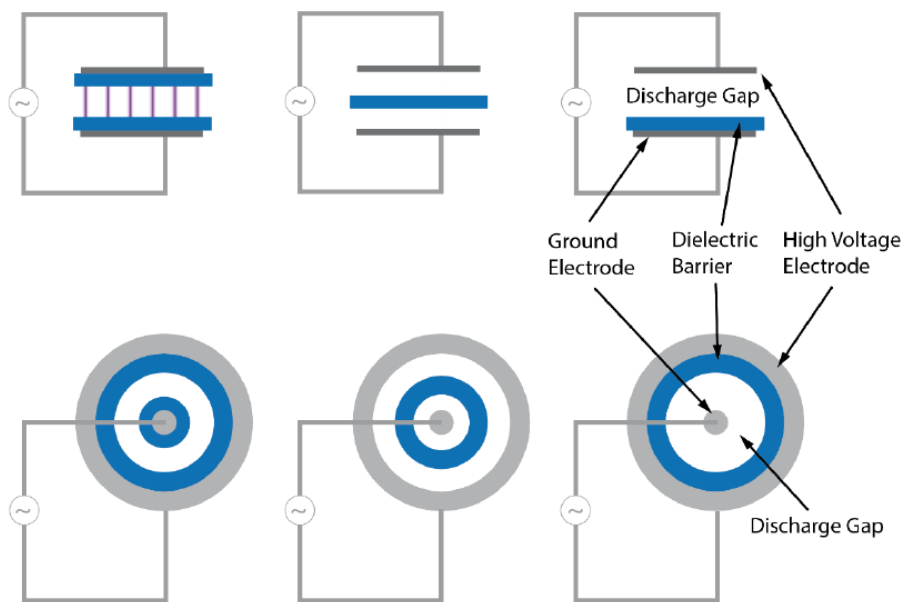 Discharge Gap
Ground
Electrode
Dielectric
Barrier
High Voltage
Electrode
Discharge Gap